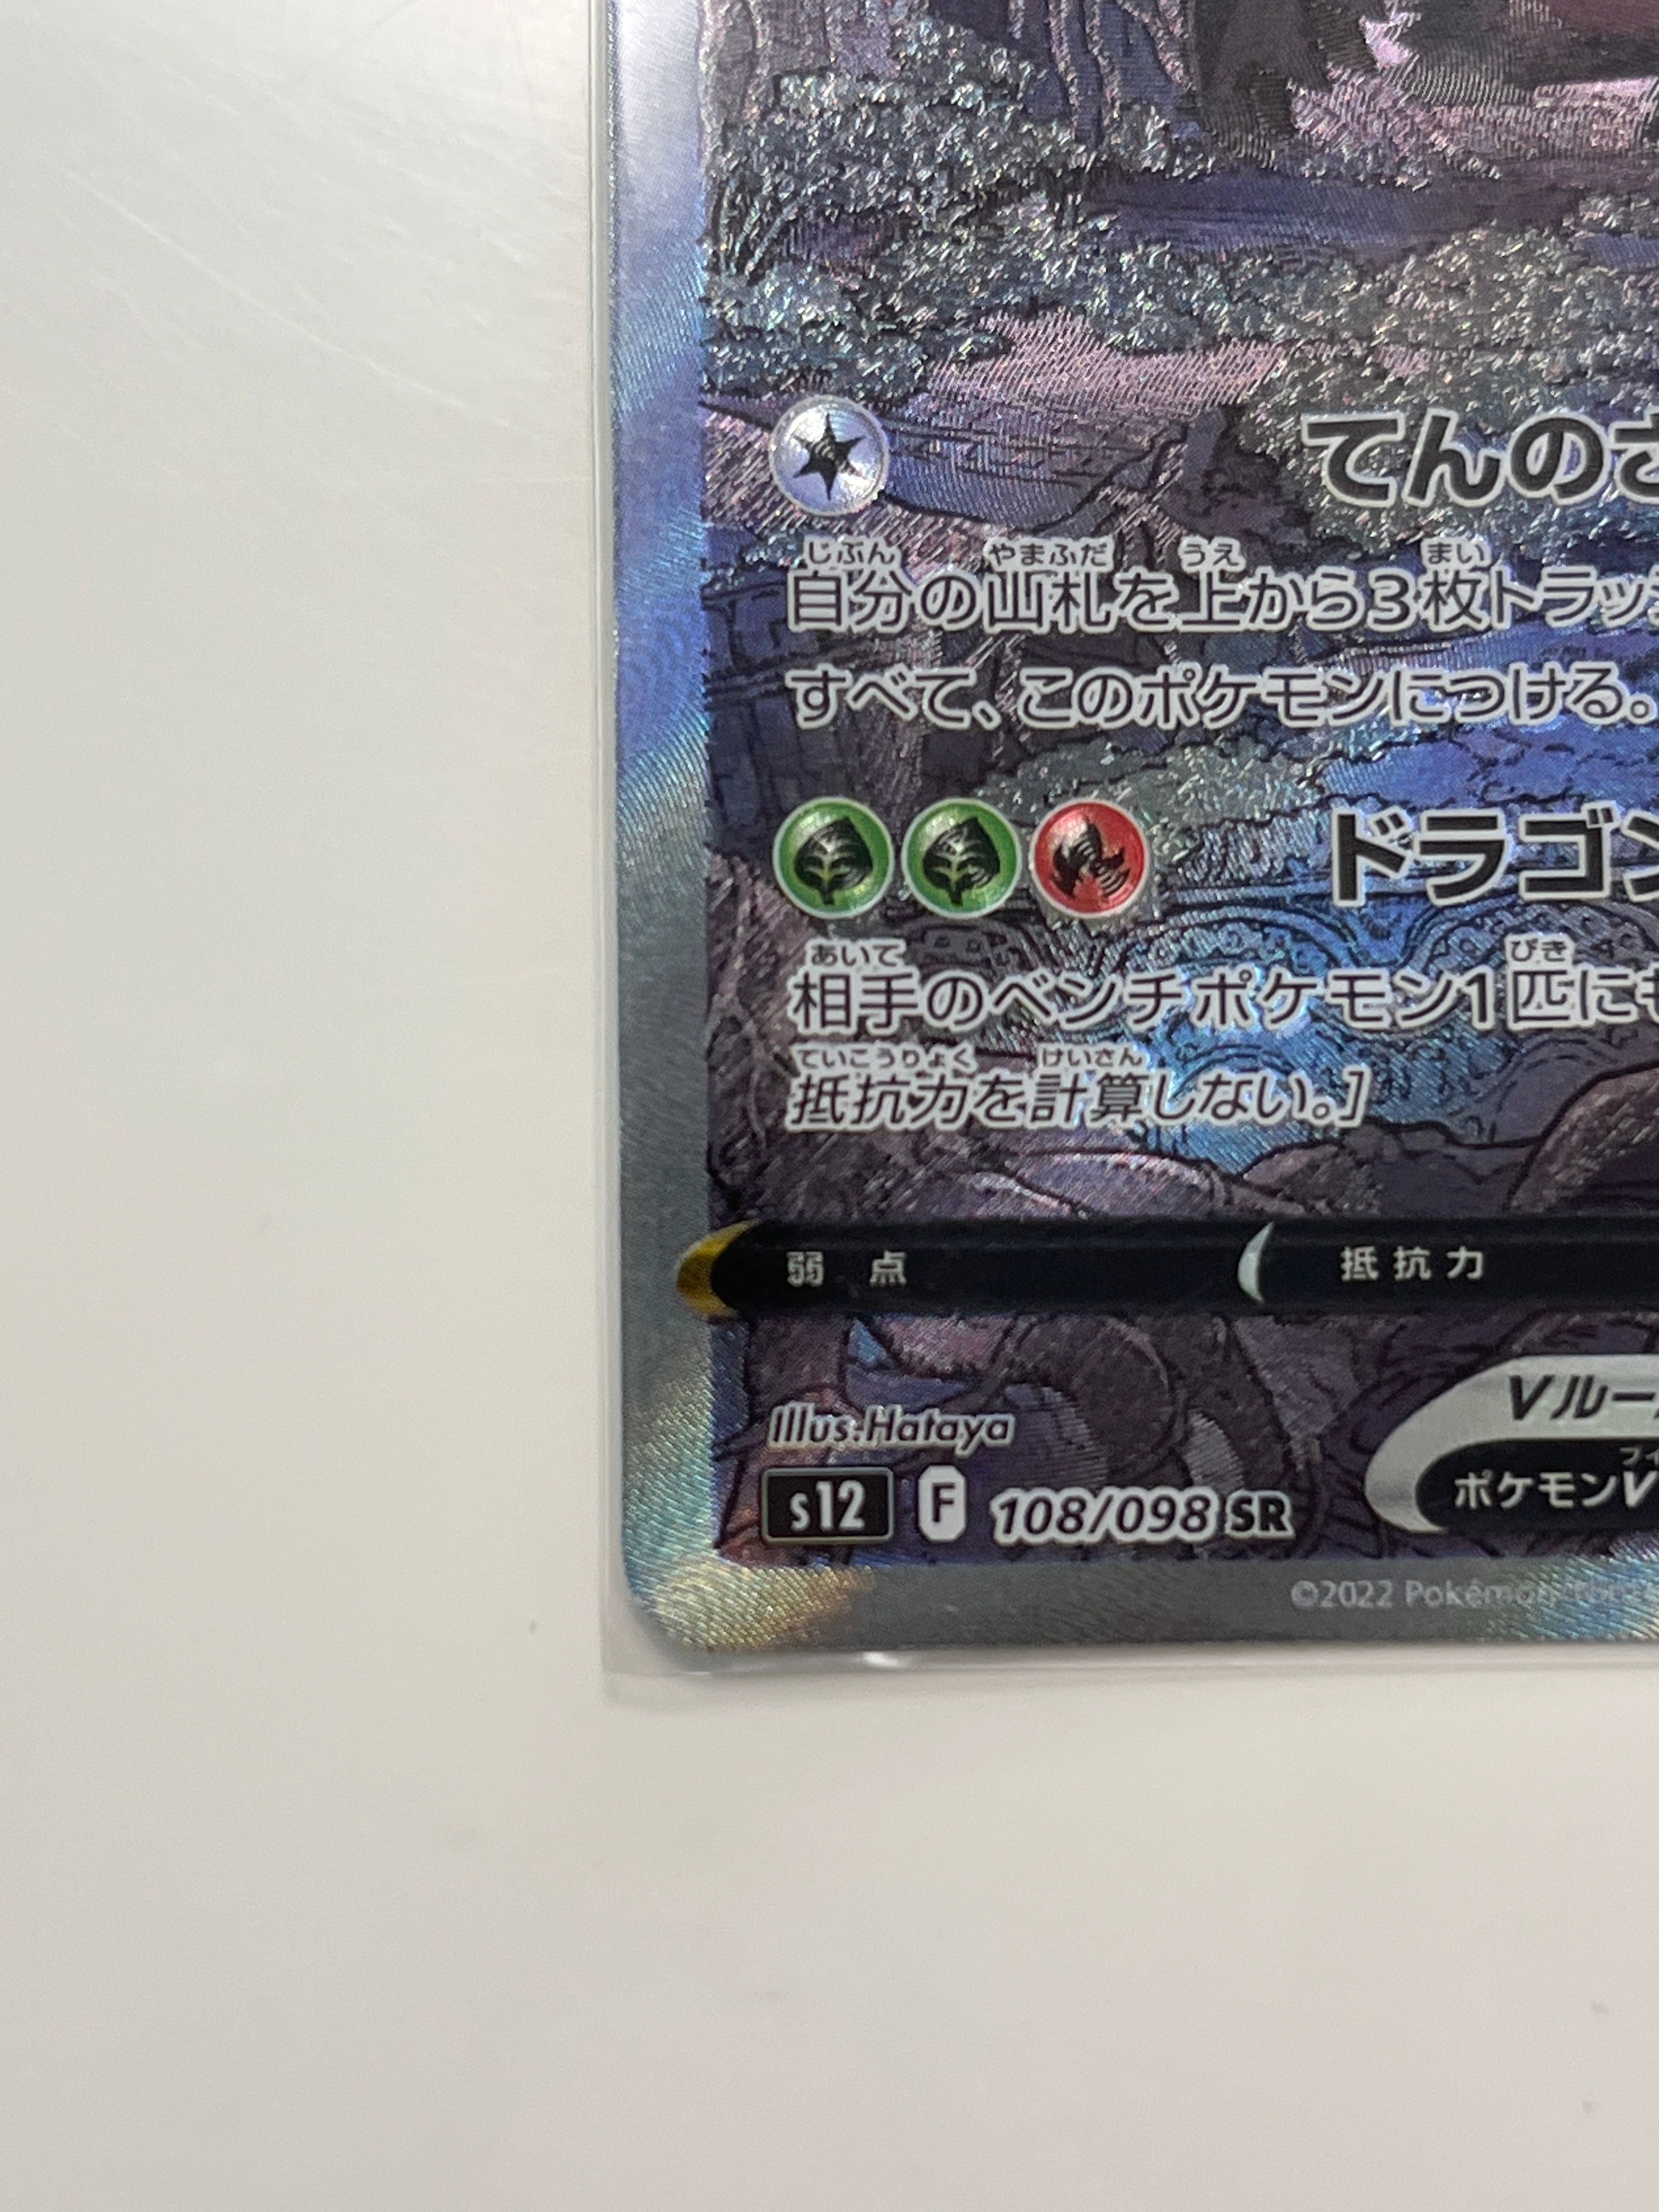 てんのさ
じぶん やまふだ うえ まい
自分の山札を上から3枚トラッ
すべて、このポケモンにつける。
ドラゴン
あいて びき
相手のベンチポケモン1匹にも
ていこうりょく けいさん
抵抗力を計算しない。]
弱 点 抵抗力
Illus.Hataya
Vルール
s12 F 108/098 SR
ポケモンV
©2022 Pokémon